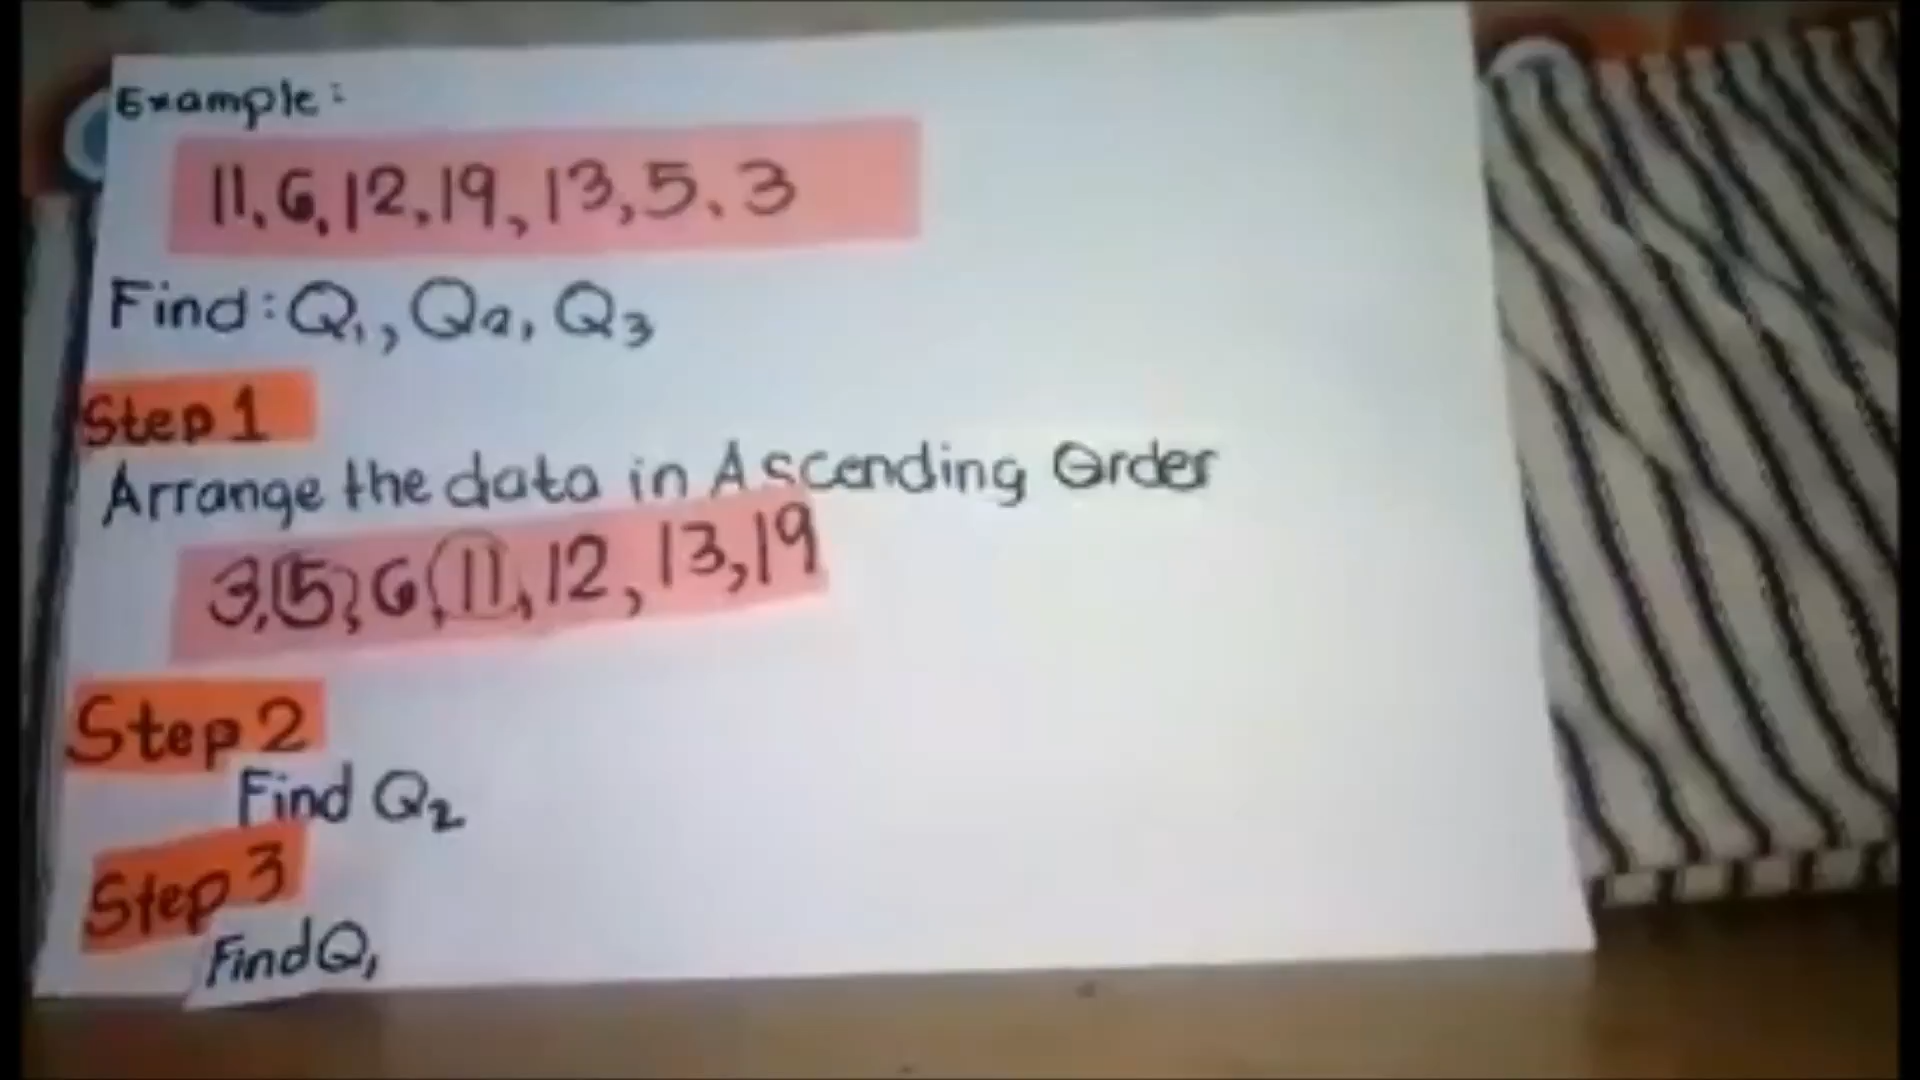 Example:
11, 6, 12, 19, 13, 5, 3
Find: Q1, Q2, Q3
Step 1
Arrange the data in Ascending Order
3, 5, 6, 11, 12, 13, 19
Step 2
Find Q2
Step 3
Find Q1